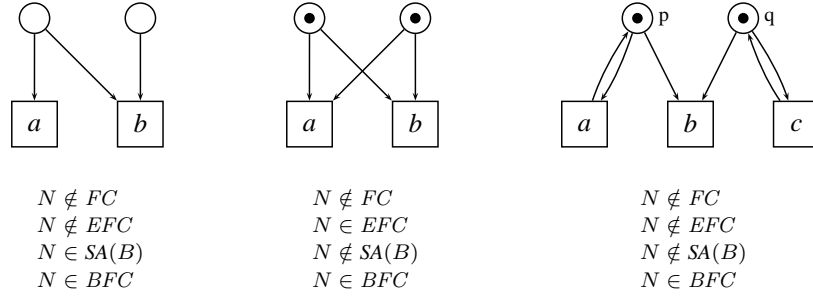 p q
a b a b a b c
N ∉ FC N ∉ FC N ∉ FC
N ∉ EFC N ∈ EFC N ∉ EFC
N ∈ SA(B) N ∉ SA(B) N ∉ SA(B)
N ∈ BFC N ∈ BFC N ∈ BFC